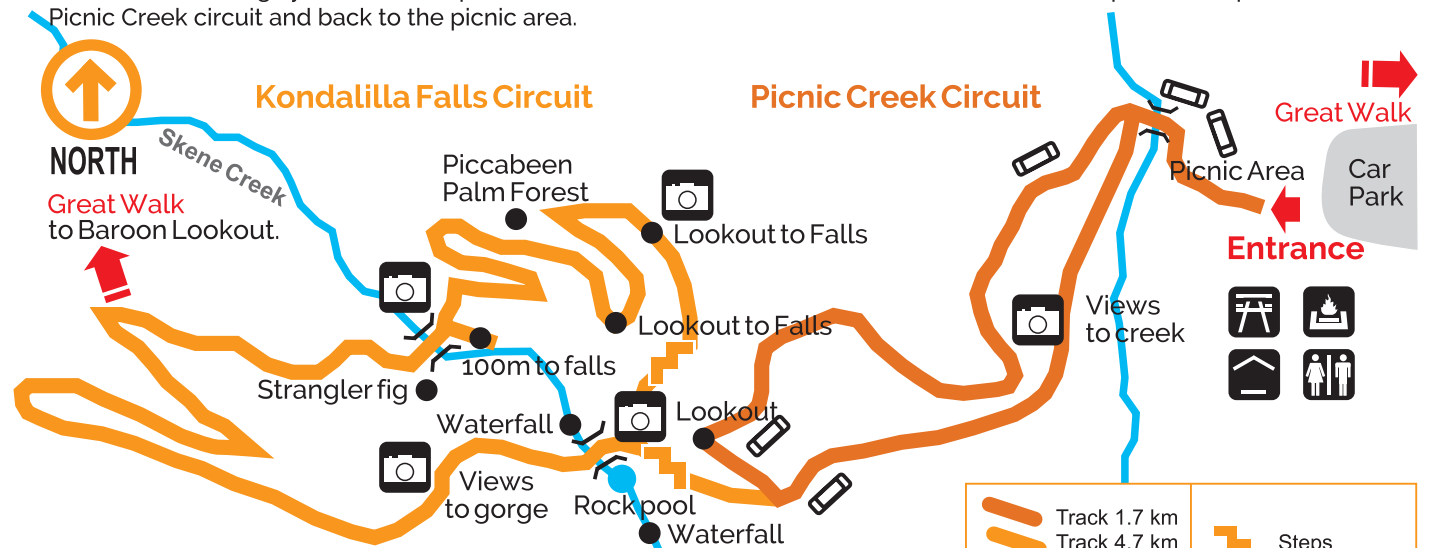 Picnic Creek circuit and back to the picnic area.
Kondalilla Falls Circuit
Picnic Creek Circuit
Great Walk
NORTH
Skene Creek
Piccabeen
Palm Forest
Picnic Area
Car
Park
Great Walk
to Baroon Lookout.
Lookout to Falls
Entrance
Lookout to Falls
Views
to creek
100m to falls
Strangler fig
Waterfall
Lookout
Views
to gorge
Rock pool
Waterfall
Track 1.7 km
Track 4.7 km
Steps